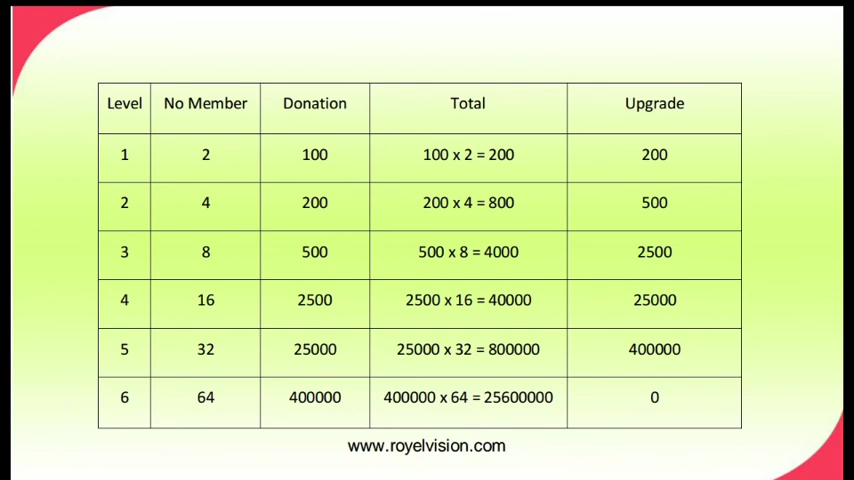 Level No Member Donation Total Upgrade
1 2 100 100 x 2 = 200 200
2 4 200 200 x 4 = 800 500
3 8 500 500 x 8 = 4000 2500
4 16 2500 2500 x 16 = 40000 25000
5 32 25000 25000 x 32 = 800000 400000
6 64 400000 400000 x 64 = 25600000 0
www.royelvision.com